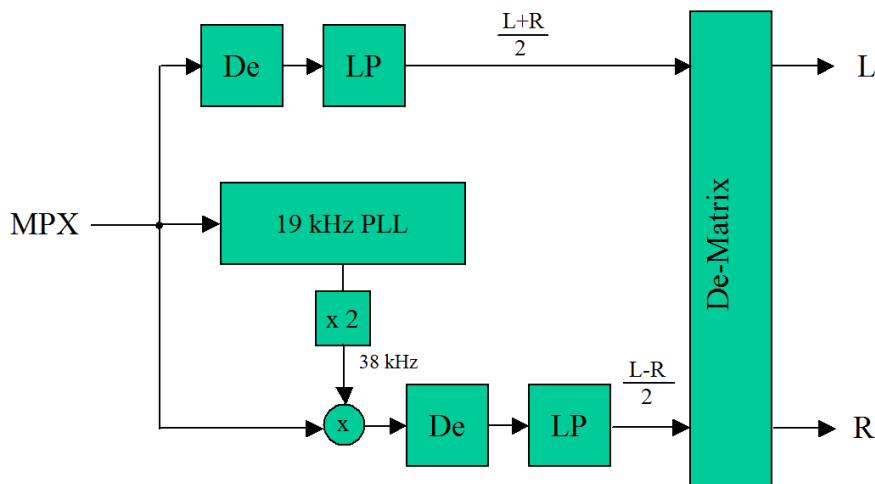 L+R
2
De
LP
L
MPX
19 kHz PLL
De-Matrix
x 2
38 kHz
L-R
2
x
De
LP
R